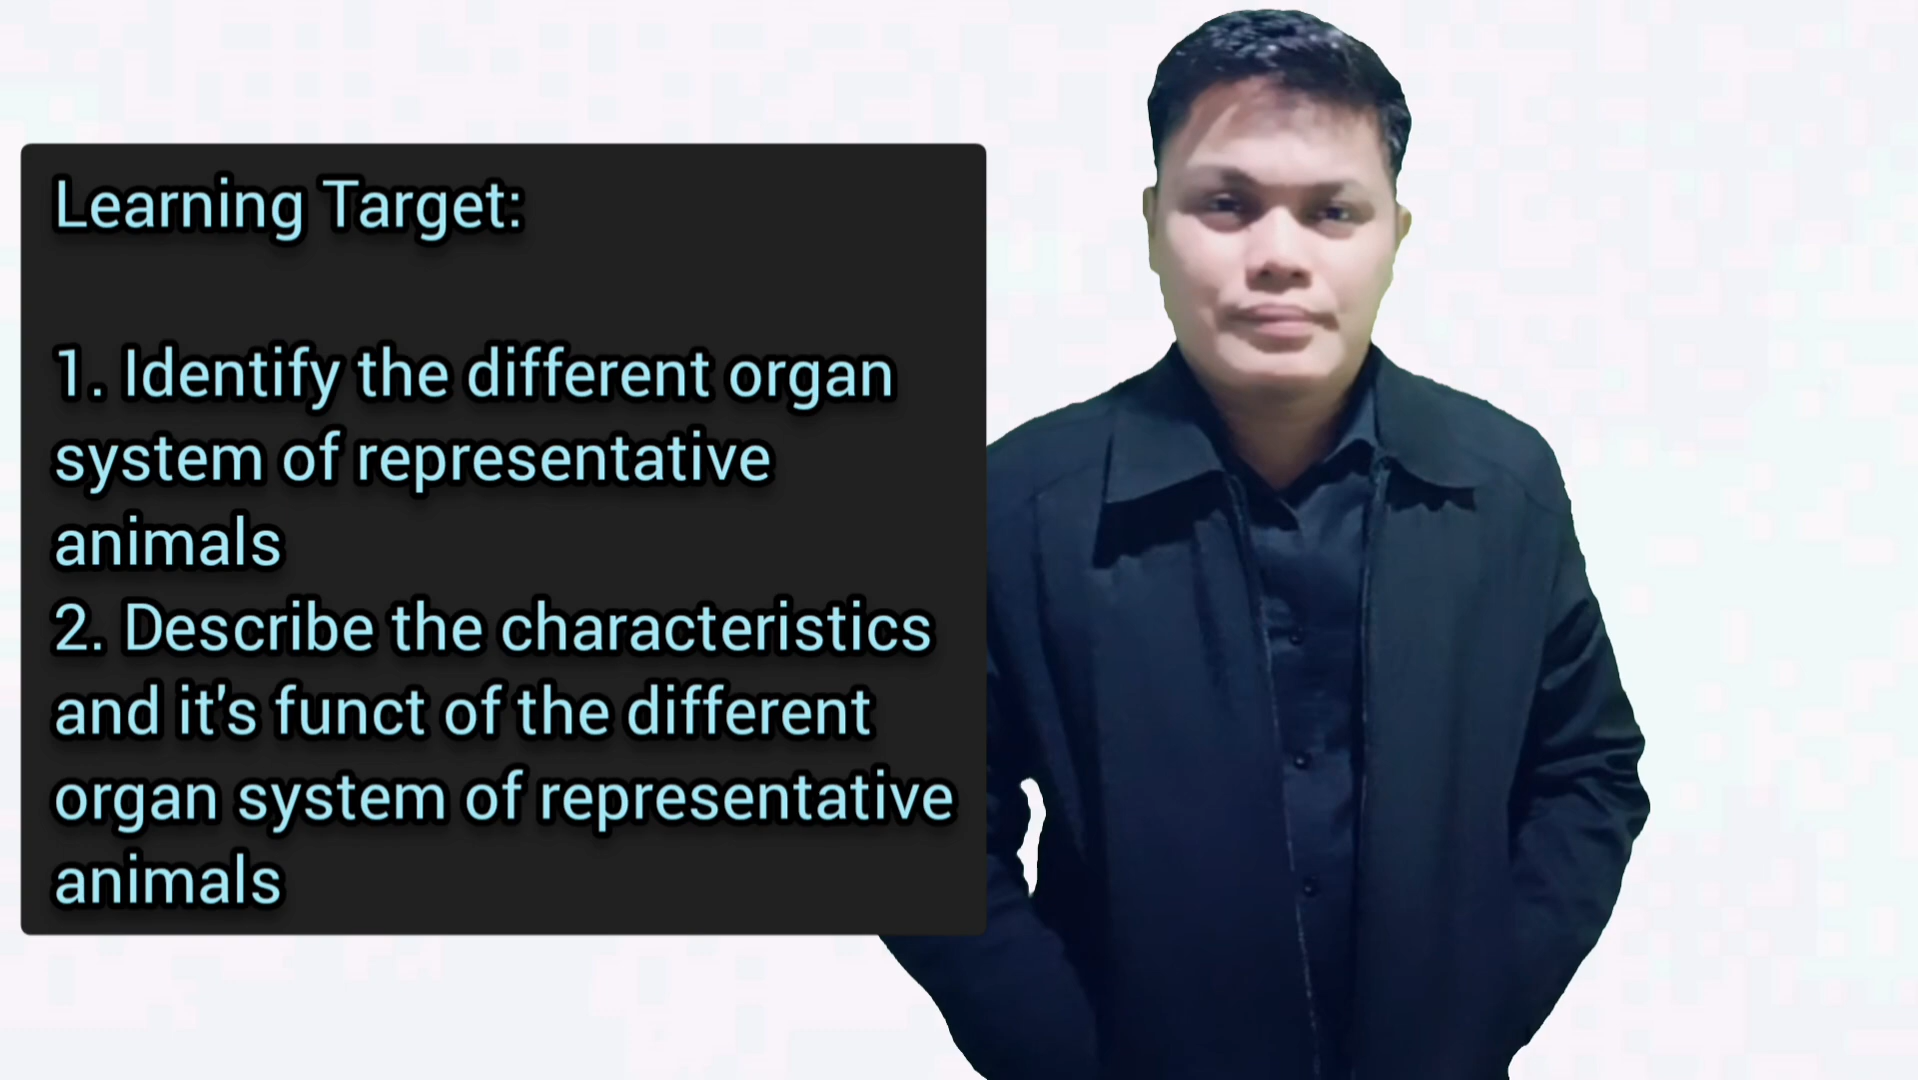 Learning Target:
1. Identify the different organ
system of representative
animals
2. Describe the characteristics
and it's funct of the different
organ system of representative
animals